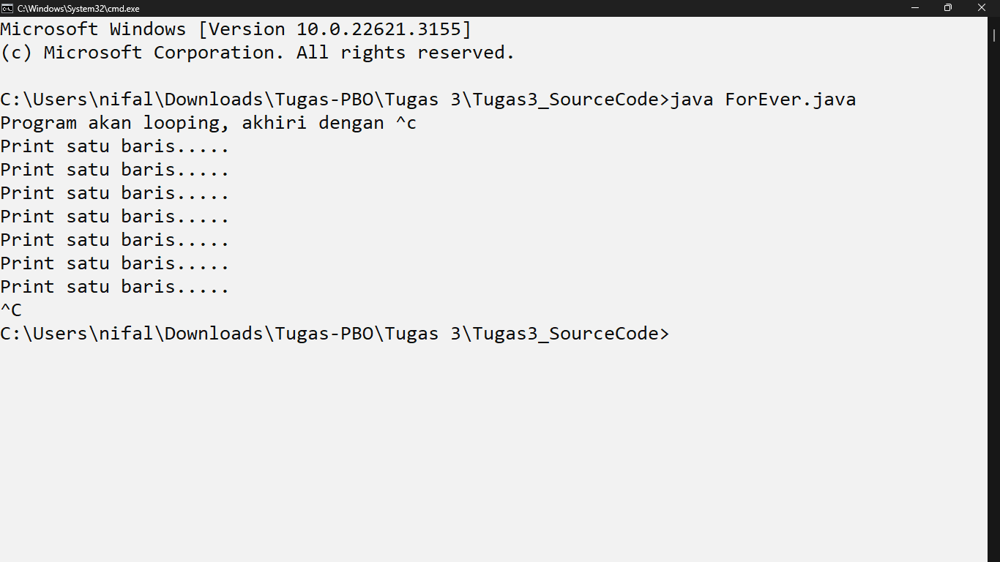 C:\Windows\System32\cmd.exe
Microsoft Windows [Version 10.0.22621.3155]
(c) Microsoft Corporation. All rights reserved.
C:\Users\nifal\Downloads\Tugas-PBO\Tugas 3\Tugas3_SourceCode>java ForEver.java
Program akan looping, akhiri dengan ^c
Print satu baris.....
Print satu baris.....
Print satu baris.....
Print satu baris.....
Print satu baris.....
Print satu baris.....
Print satu baris.....
^C
C:\Users\nifal\Downloads\Tugas-PBO\Tugas 3\Tugas3_SourceCode>